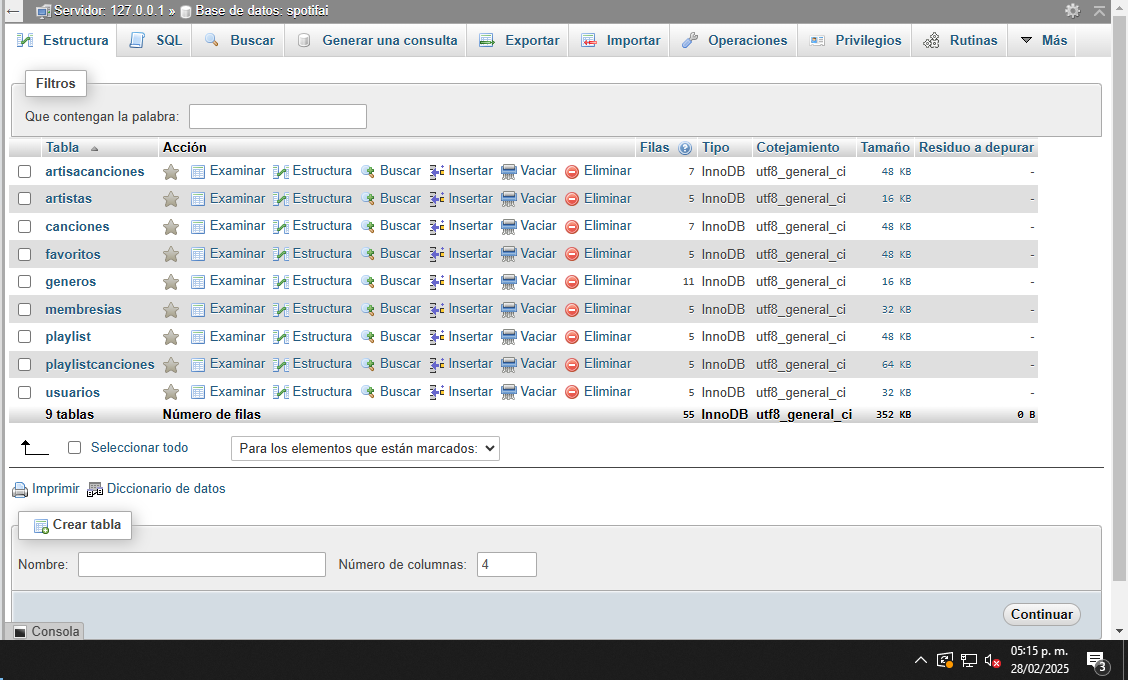 Servidor: 127.0.0.1 » Base de datos: spotifai
Estructura SQL Buscar Generar una consulta Exportar Importar Operaciones Privilegios Rutinas Más
Filtros
Que contengan la palabra:
Tabla Acción Filas Tipo Cotejamiento Tamaño Residuo a depurar
artisacanciones Examinar Estructura Buscar Insertar Vaciar Eliminar 7 InnoDB utf8_general_ci 48 KB -
artistas Examinar Estructura Buscar Insertar Vaciar Eliminar 5 InnoDB utf8_general_ci 16 KB -
canciones Examinar Estructura Buscar Insertar Vaciar Eliminar 7 InnoDB utf8_general_ci 48 KB -
favoritos Examinar Estructura Buscar Insertar Vaciar Eliminar 5 InnoDB utf8_general_ci 48 KB -
generos Examinar Estructura Buscar Insertar Vaciar Eliminar 11 InnoDB utf8_general_ci 16 KB -
membresias Examinar Estructura Buscar Insertar Vaciar Eliminar 5 InnoDB utf8_general_ci 32 KB -
playlist Examinar Estructura Buscar Insertar Vaciar Eliminar 5 InnoDB utf8_general_ci 48 KB -
playlistcanciones Examinar Estructura Buscar Insertar Vaciar Eliminar 5 InnoDB utf8_general_ci 64 KB -
usuarios Examinar Estructura Buscar Insertar Vaciar Eliminar 5 InnoDB utf8_general_ci 32 KB -
9 tablas Número de filas 55 InnoDB utf8_general_ci 352 KB 0 B
Seleccionar todo Para los elementos que están marcados:
Imprimir Diccionario de datos
Crear tabla
Nombre: Número de columnas: 4
Continuar
Consola
05:15 p. m.
28/02/2025
3